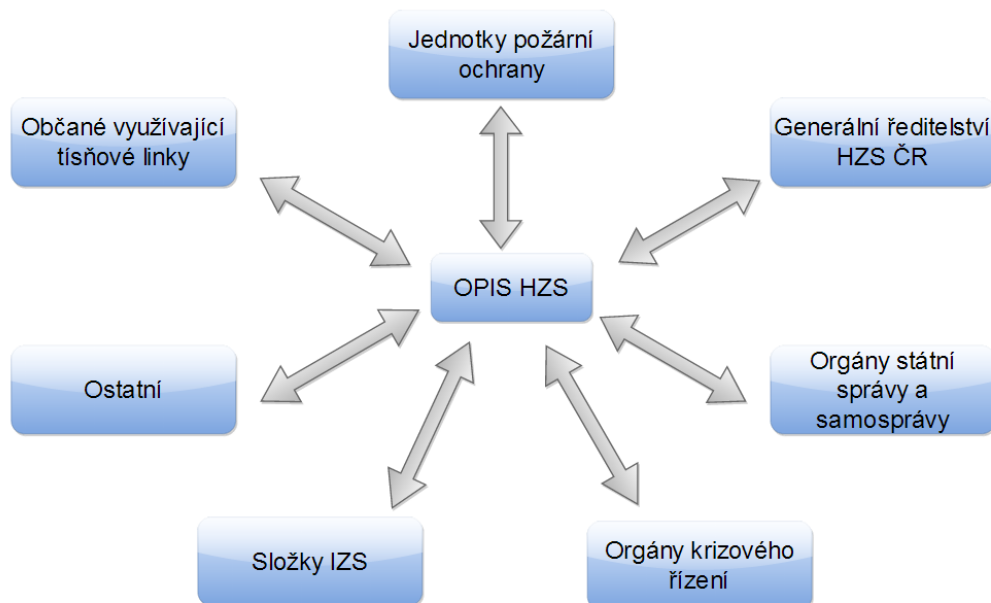 Jednotky požární
ochrany
Občané využívající
tísňové linky
Generální ředitelství
HZS ČR
OPIS HZS
Ostatní
Orgány státní
správy a
samosprávy
Složky IZS
Orgány krizového
řízení